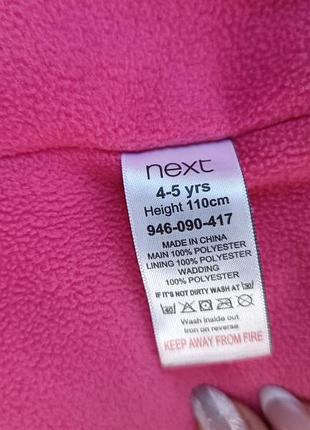 next
4-5 yrs
Height 110cm
946-090-417
MADE IN CHINA
MAIN 100% POLYESTER
LINING 100% POLYESTER
WADDING
100% POLYESTER
IF IT'S NOT DIRTY WASH AT
Wash inside out
Iron on reverse
KEEP AWAY FROM FIRE